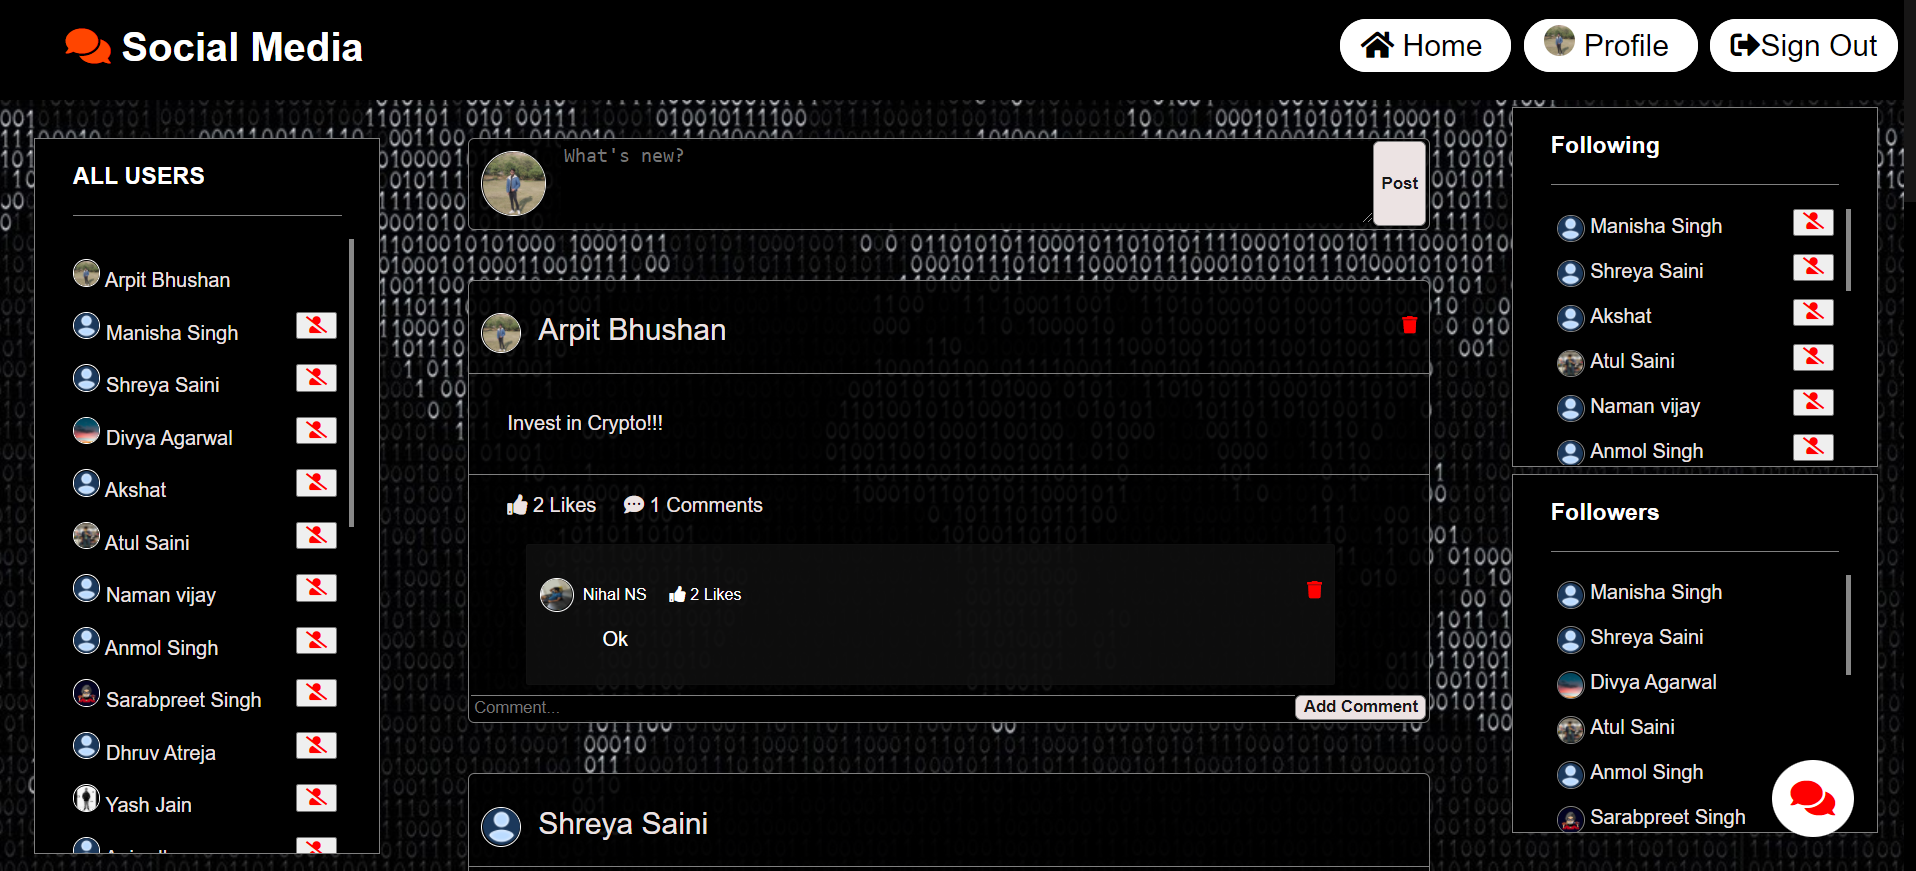 Social Media
Home
Profile
Sign Out
ALL USERS
Arpit Bhushan
Manisha Singh
Shreya Saini
Divya Agarwal
Akshat
Atul Saini
Naman vijay
Anmol Singh
Sarabpreet Singh
Dhruv Atreja
Yash Jain
What's new?
Post
Arpit Bhushan
Invest in Crypto!!!
2 Likes
1 Comments
Nihal NS
2 Likes
Ok
Comment...
Add Comment
Shreya Saini
Following
Manisha Singh
Shreya Saini
Akshat
Atul Saini
Naman vijay
Anmol Singh
Followers
Manisha Singh
Shreya Saini
Divya Agarwal
Atul Saini
Anmol Singh
Sarabpreet Singh